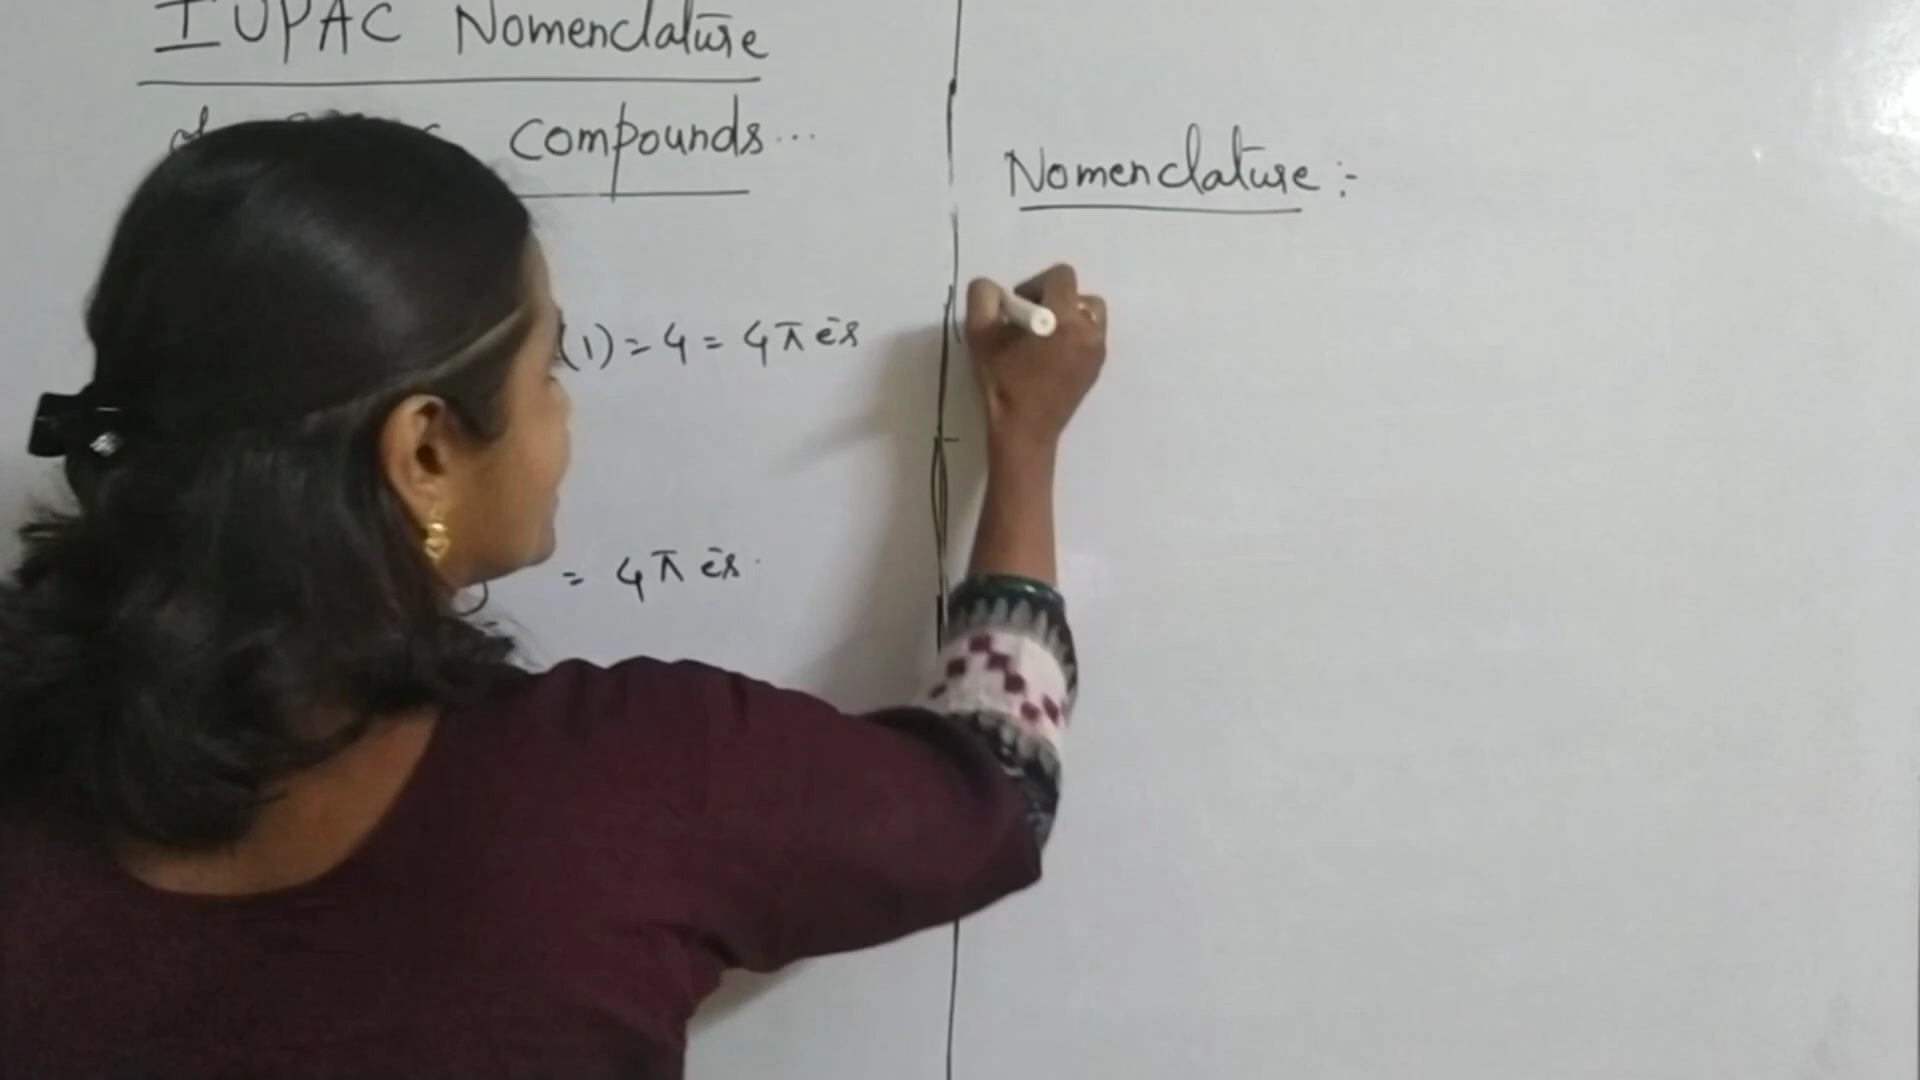 IUPAC Nomenclature
compounds...
(1) = 4 = 4π ēs
= 4π ēs.
Nomenclature :-